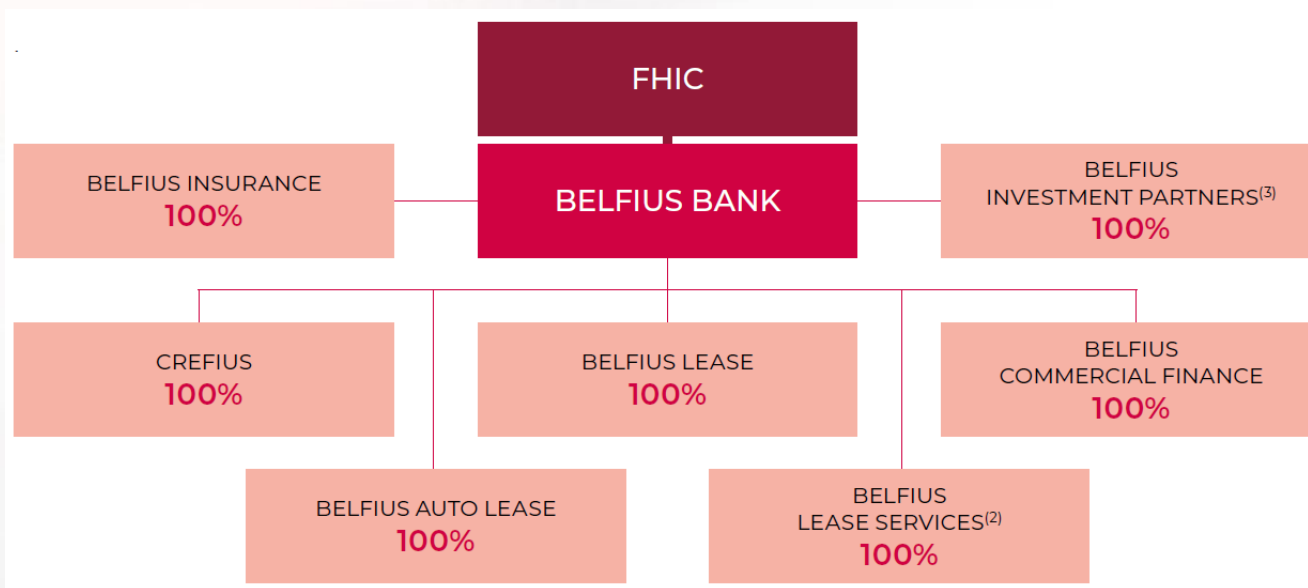 FHIC
BELFIUS INSURANCE
100%
BELFIUS BANK
BELFIUS
INVESTMENT PARTNERS(3)
100%
CREFIUS
100%
BELFIUS LEASE
100%
BELFIUS
COMMERCIAL FINANCE
100%
BELFIUS AUTO LEASE
100%
BELFIUS
LEASE SERVICES(2)
100%